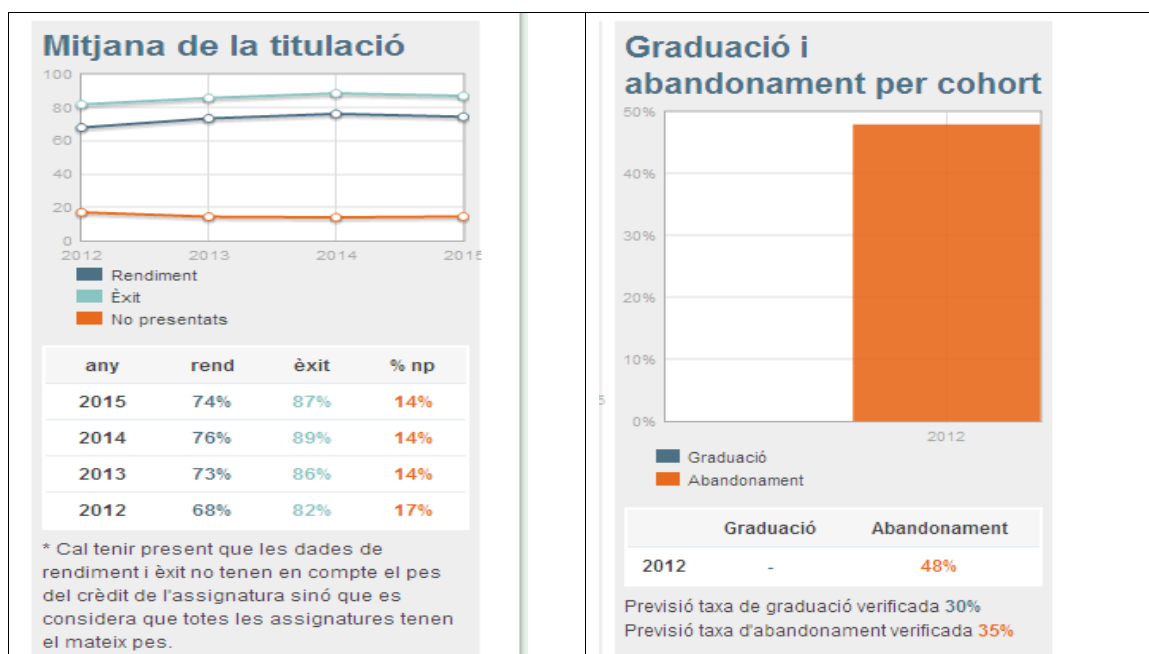 Mitjana de la titulació
100
80
60
40
20
0
2012 2013 2014 2015
Rendiment
Èxit
No presentats
any rend èxit % np
2015 74% 87% 14%
2014 76% 89% 14%
2013 73% 86% 14%
2012 68% 82% 17%
* Cal tenir present que les dades de
rendiment i èxit no tenen en compte el pes
del crèdit de l'assignatura sinó que es
considera que totes les assignatures tenen
el mateix pes.
Graduació i
abandonament per cohort
50%
40%
30%
20%
10%
5
0%
2012
Graduació
Abandonament
Graduació Abandonament
2012 - 48%
Previsió taxa de graduació verificada 30%
Previsió taxa d'abandonament verificada 35%